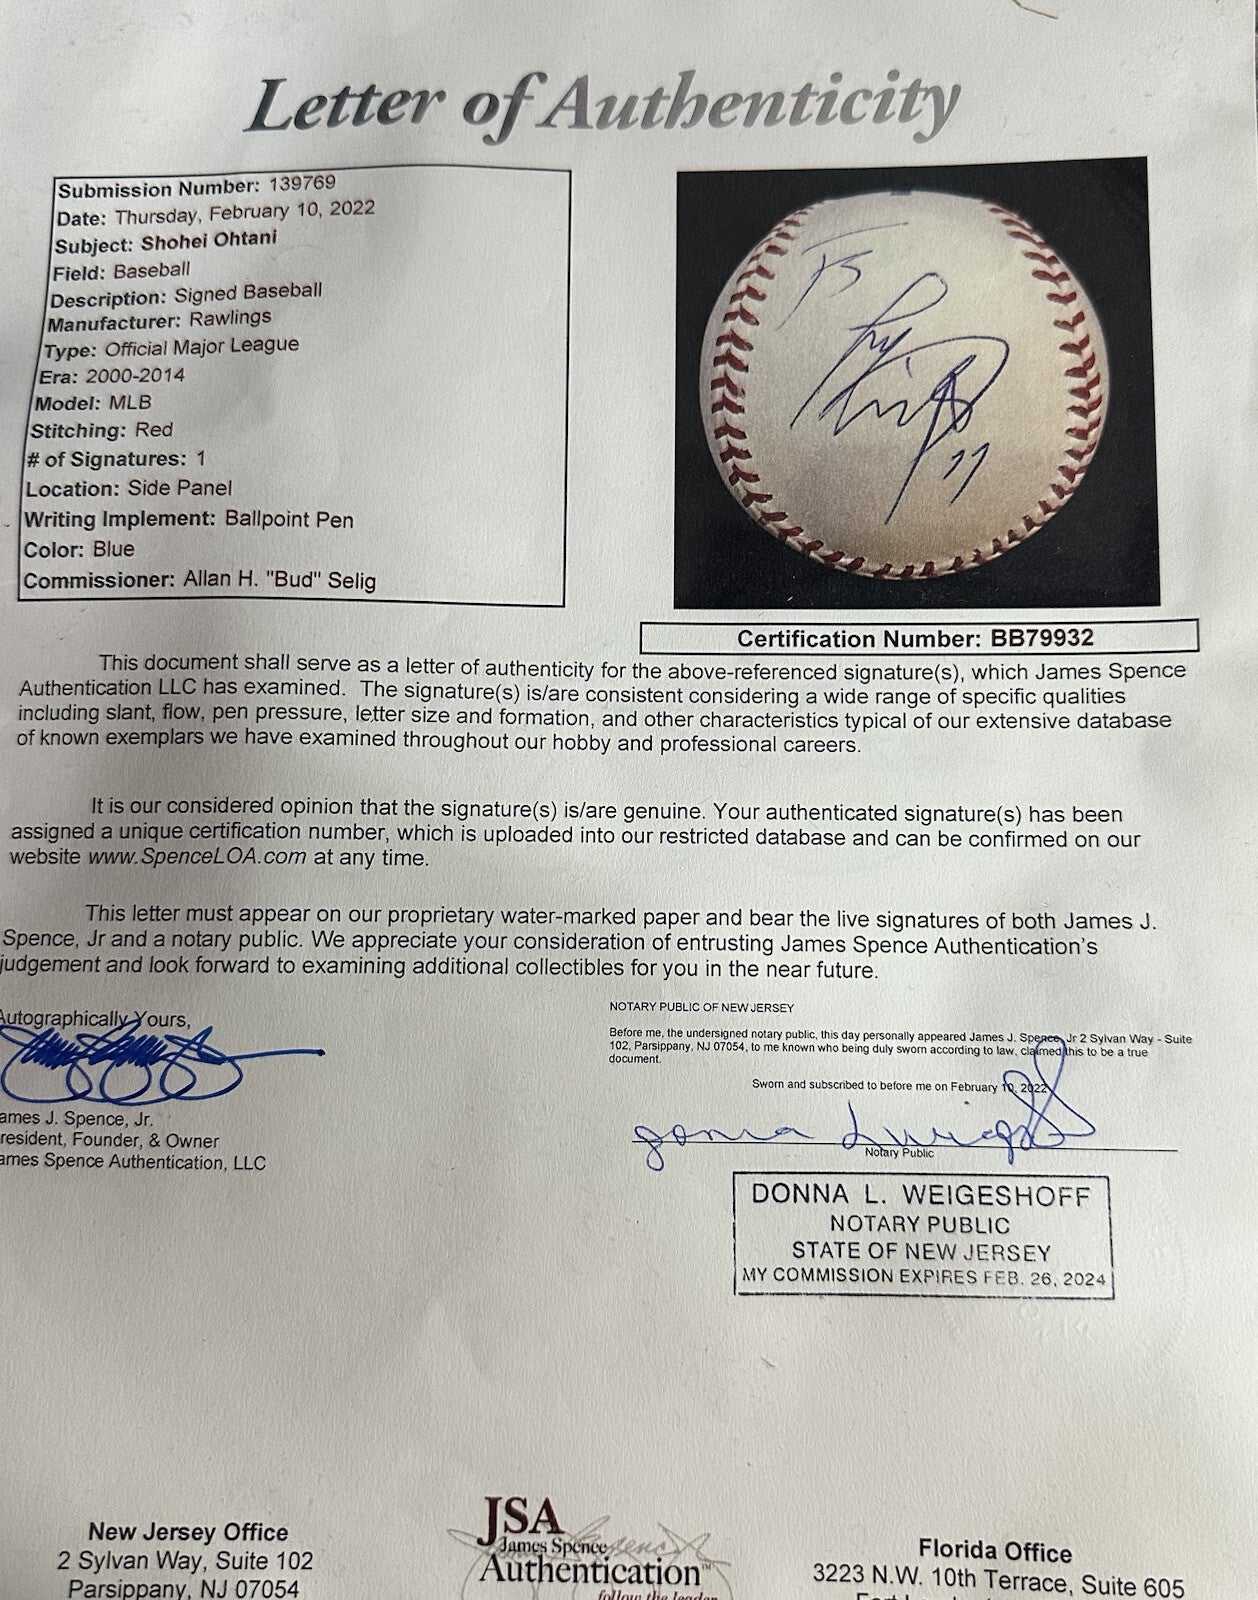 Letter of Authenticity
Submission Number: 139769
Date: Thursday, February 10, 2022
Subject: Shohei Ohtani
Field: Baseball
Description: Signed Baseball
Manufacturer: Rawlings
Type: Official Major League
Era: 2000-2014
Model: MLB
Stitching: Red
# of Signatures: 1
Location: Side Panel
Writing Implement: Ballpoint Pen
Color: Blue
Commissioner: Allan H. "Bud" Selig
Certification Number: BB79932
This document shall serve as a letter of authenticity for the above-referenced signature(s), which James Spence
Authentication LLC has examined. The signature(s) is/are consistent considering a wide range of specific qualities
including slant, flow, pen pressure, letter size and formation, and other characteristics typical of our extensive database
of known exemplars we have examined throughout our hobby and professional careers.
It is our considered opinion that the signature(s) is/are genuine. Your authenticated signature(s) has been
assigned a unique certification number, which is uploaded into our restricted database and can be confirmed on our
website www.SpenceLOA.com at any time.
This letter must appear on our proprietary water-marked paper and bear the live signatures of both James J.
Spence, Jr and a notary public. We appreciate your consideration of entrusting James Spence Authentication's
judgement and look forward to examining additional collectibles for you in the near future.
Autographically Yours,
ames J. Spence, Jr.
resident, Founder, & Owner
ames Spence Authentication, LLC
NOTARY PUBLIC OF NEW JERSEY
Before me, the undersigned notary public, this day personally appeared James J. Spence, Jr 2 Sylvan Way - Suite
102, Parsippany, NJ 07054, to me known who being duly sworn according to law, claimed this to be a true
document.
Sworn and subscribed to before me on February 10, 2022
Notary Public
DONNA L. WEIGESHOFF
NOTARY PUBLIC
STATE OF NEW JERSEY
MY COMMISSION EXPIRES FEB. 26, 2024
New Jersey Office
2 Sylvan Way, Suite 102
Parsippany, NJ 07054
JSA
James Spence
Authentication™
follow the leader
Florida Office
3223 N.W. 10th Terrace, Suite 605